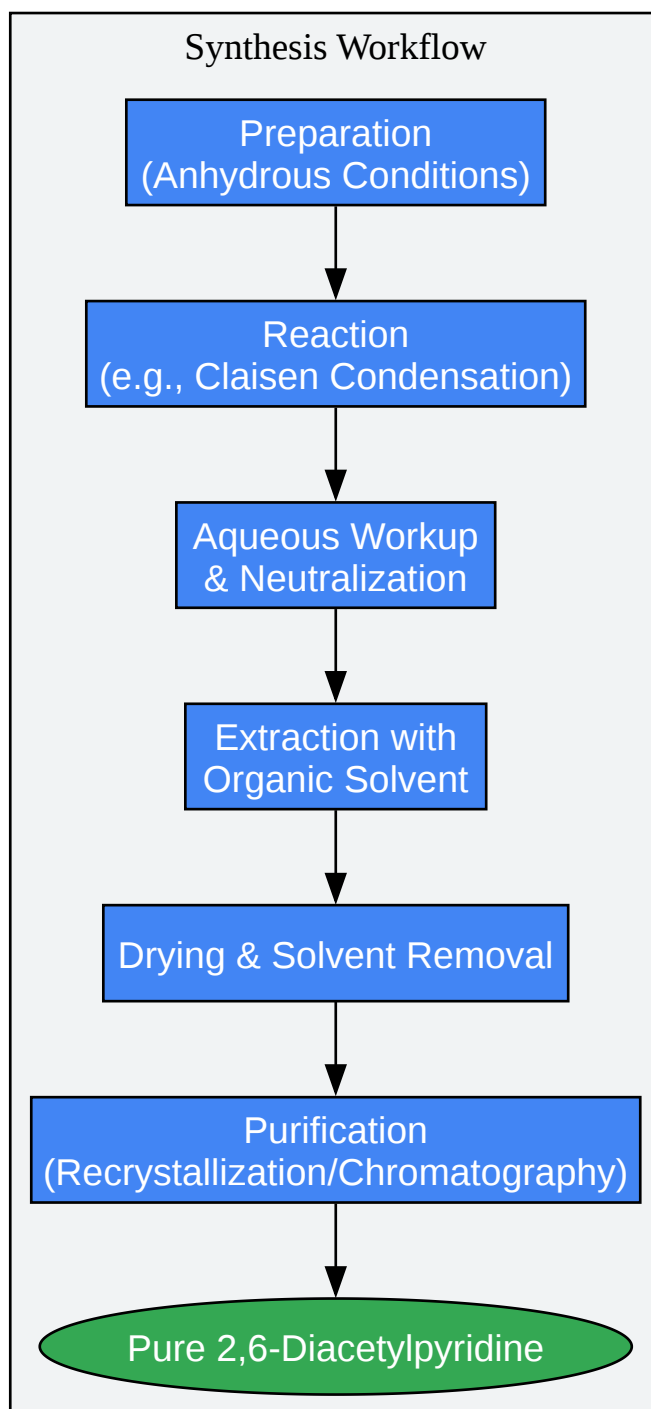 Synthesis Workflow
Preparation
(Anhydrous Conditions)
Reaction
(e.g., Claisen Condensation)
Aqueous Workup
& Neutralization
Extraction with
Organic Solvent
Drying & Solvent Removal
Purification
(Recrystallization/Chromatography)
Pure 2,6-Diacetylpyridine